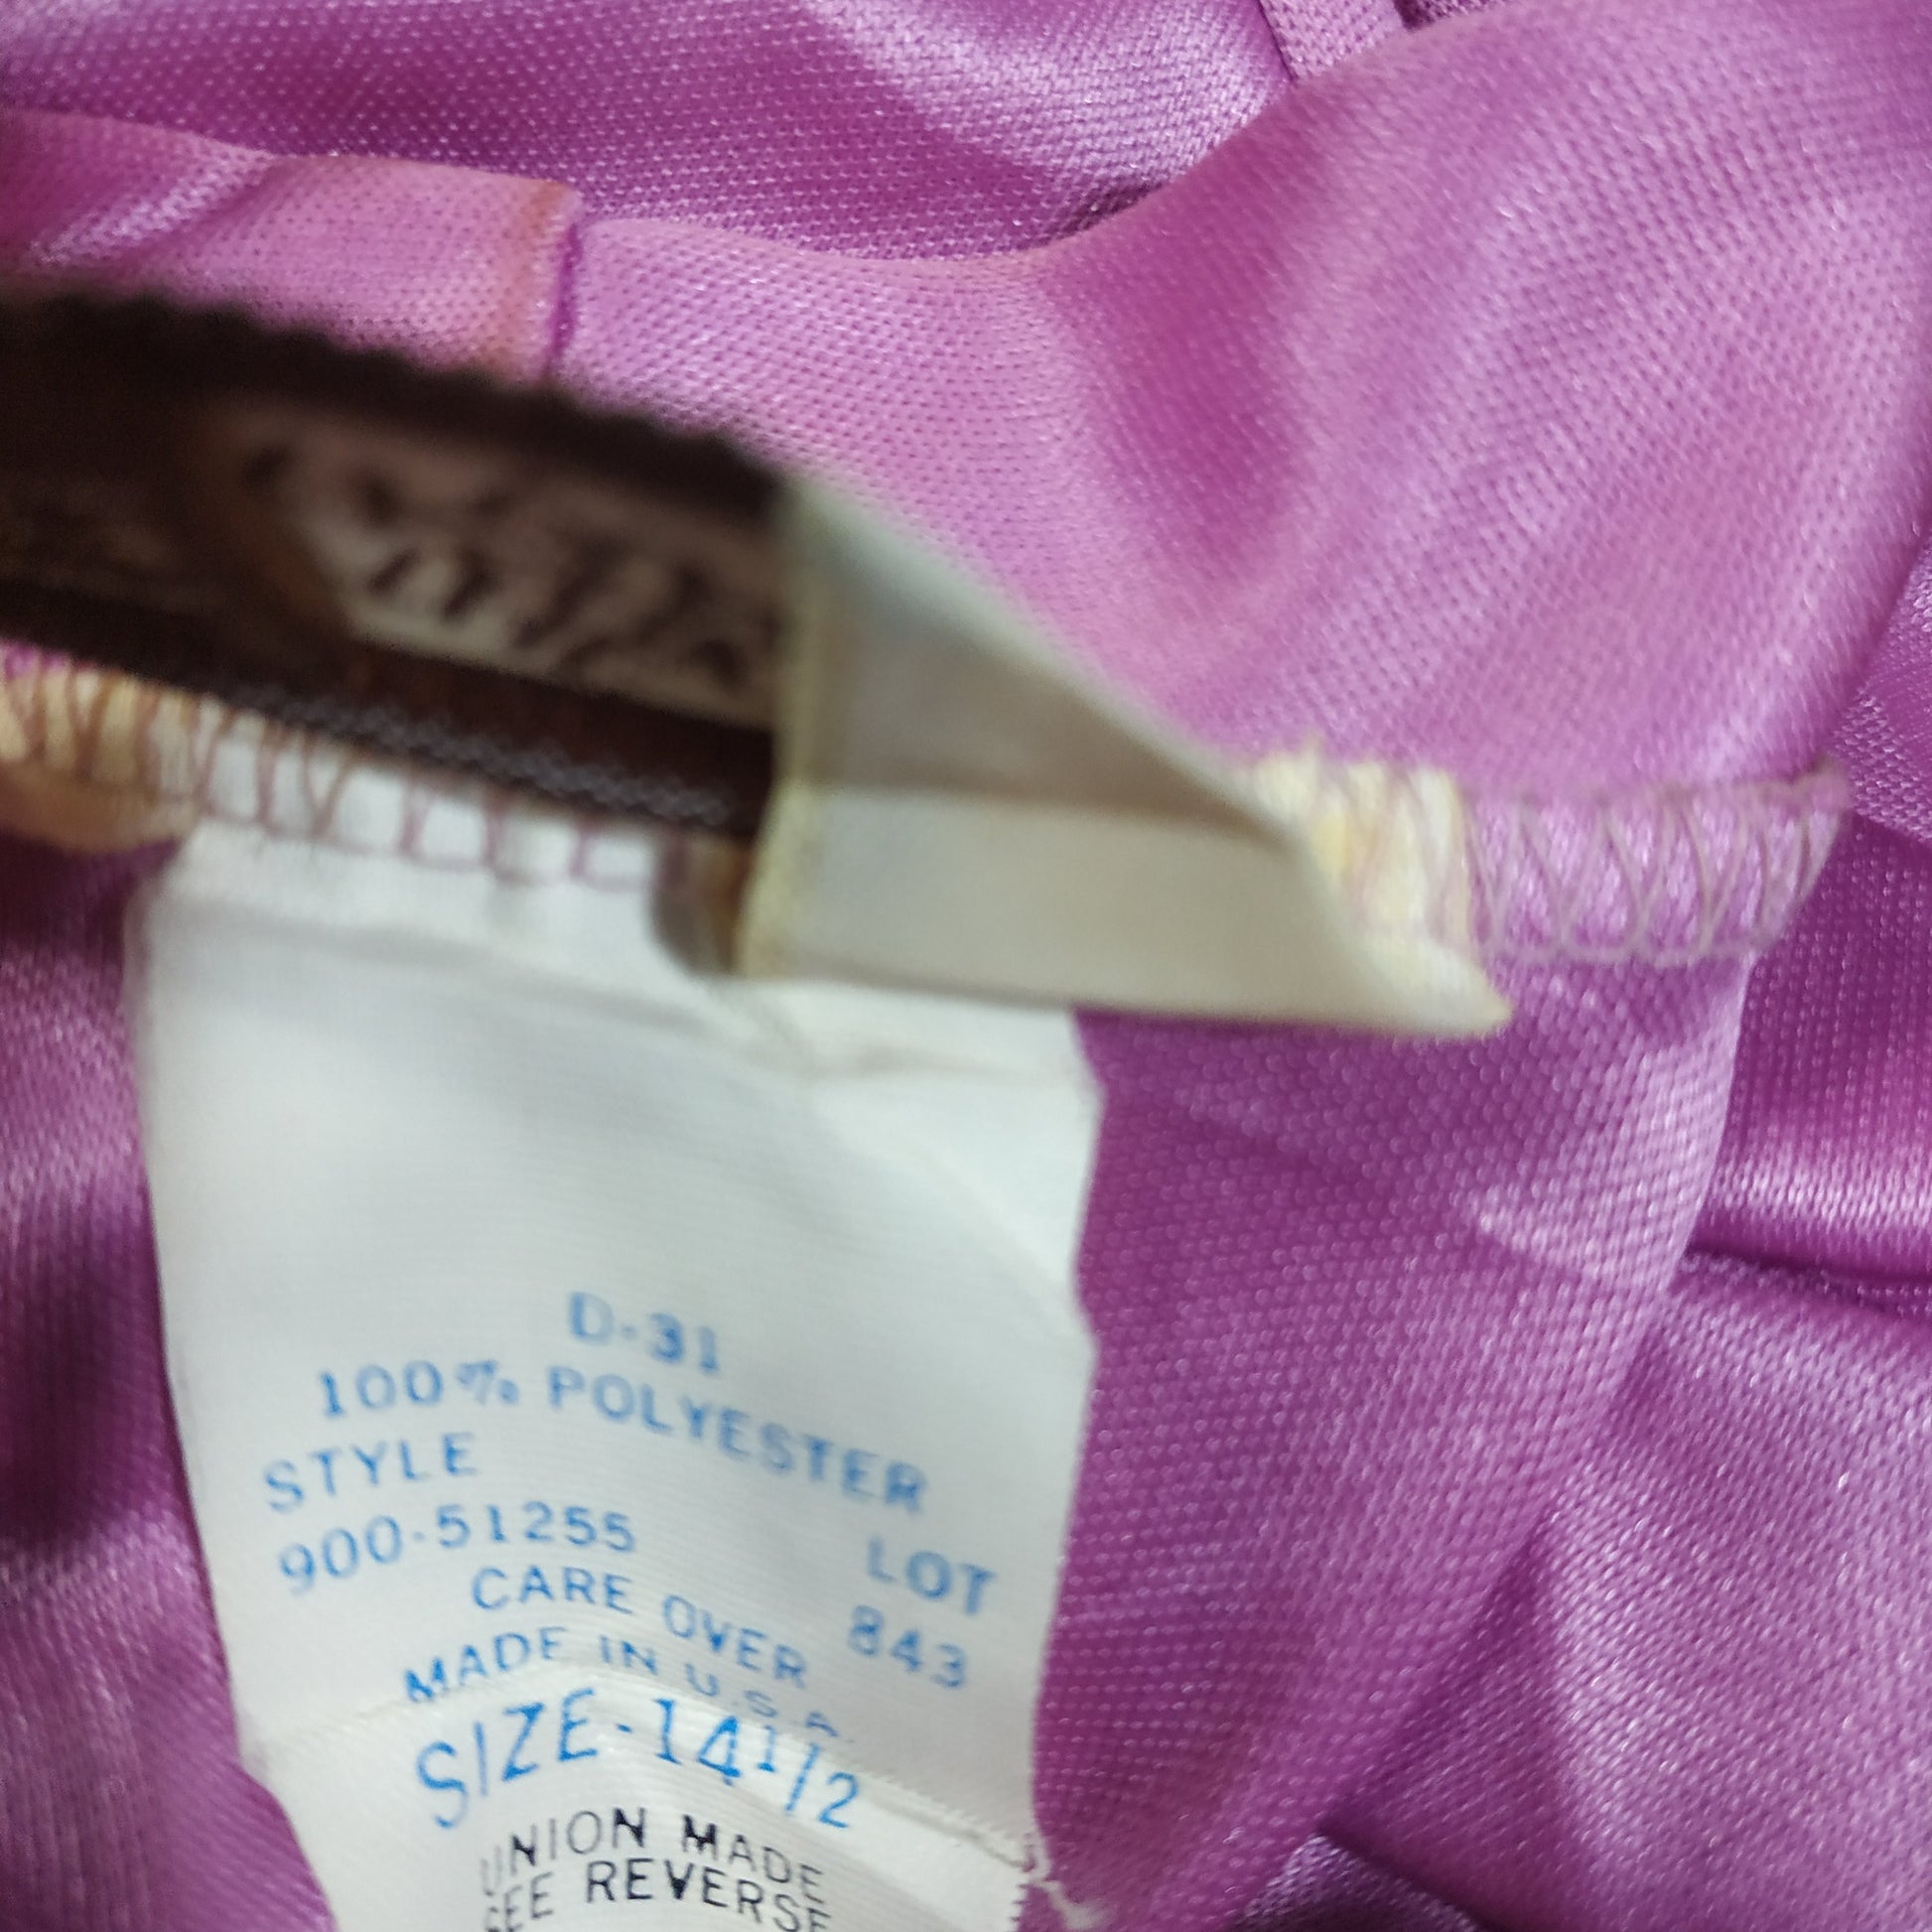 D-31
100% POLYESTER
STYLE LOT
900-51255 843
CARE OVER
MADE IN U.S.A.
SIZE-14 1/2
UNION MADE
SEE REVERSE